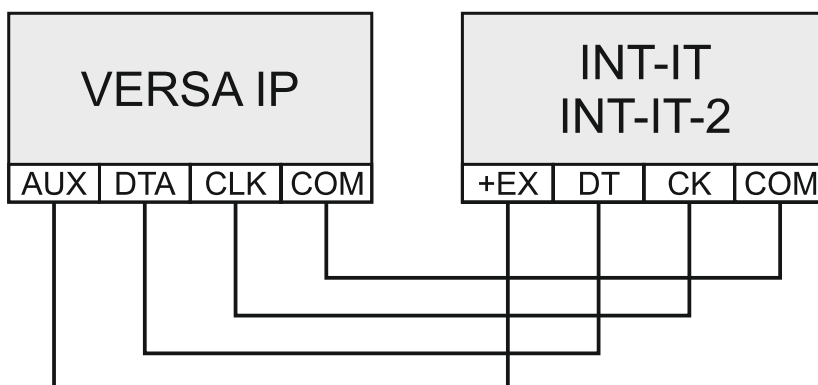 VERSA IP
AUX DTA CLK COM
INT-IT
INT-IT-2
+EX DT CK COM